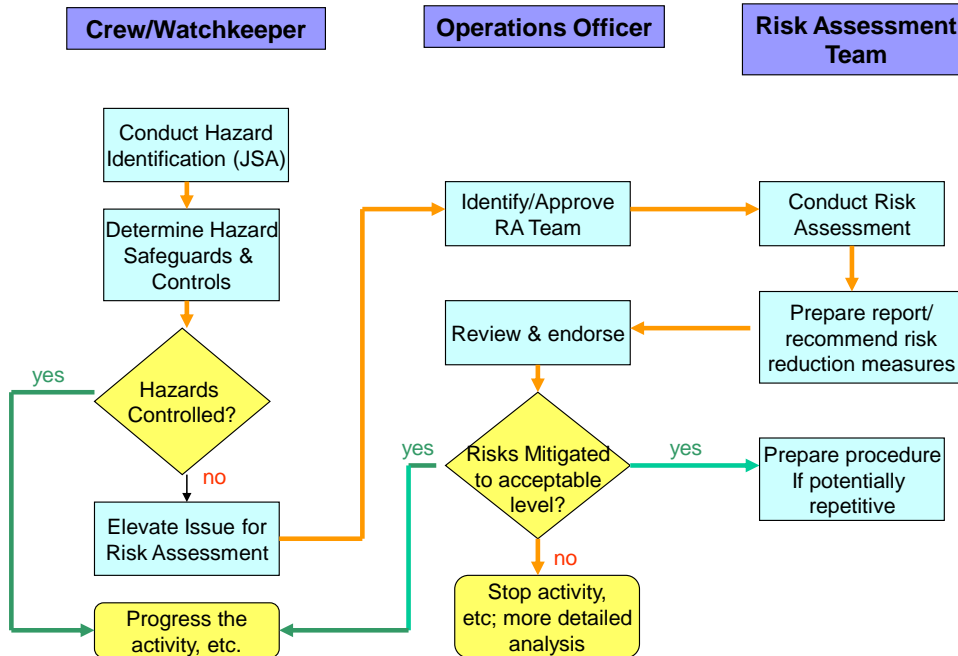 Crew/Watchkeeper
Operations Officer
Risk Assessment
Team
Conduct Hazard
Identification (JSA)
Determine Hazard
Safeguards &
Controls
yes
Hazards
Controlled?
no
Elevate Issue for
Risk Assessment
Progress the
activity, etc.
Identify/Approve
RA Team
Review & endorse
yes
Risks Mitigated
to acceptable
level?
yes
no
Stop activity,
etc; more detailed
analysis
Conduct Risk
Assessment
Prepare report/
recommend risk
reduction measures
Prepare procedure
If potentially
repetitive